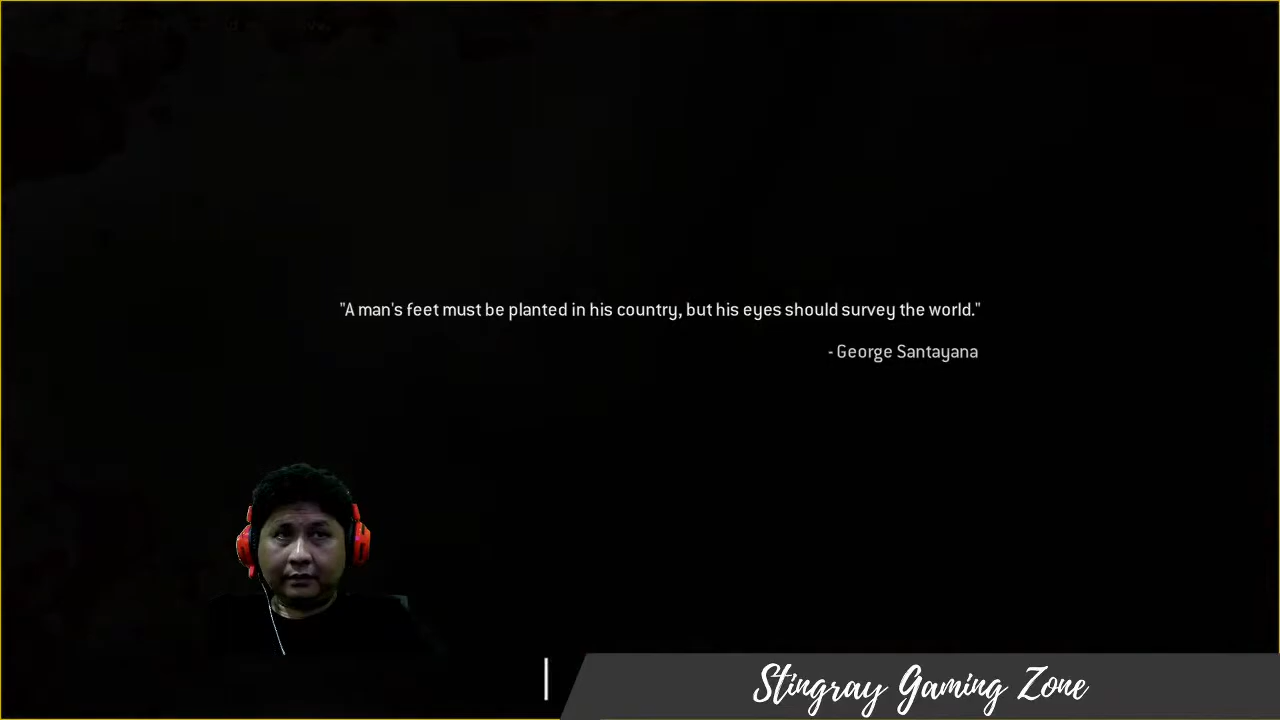 "A man's feet must be planted in his country, but his eyes should survey the world."
- George Santayana
Stingray Gaming Zone